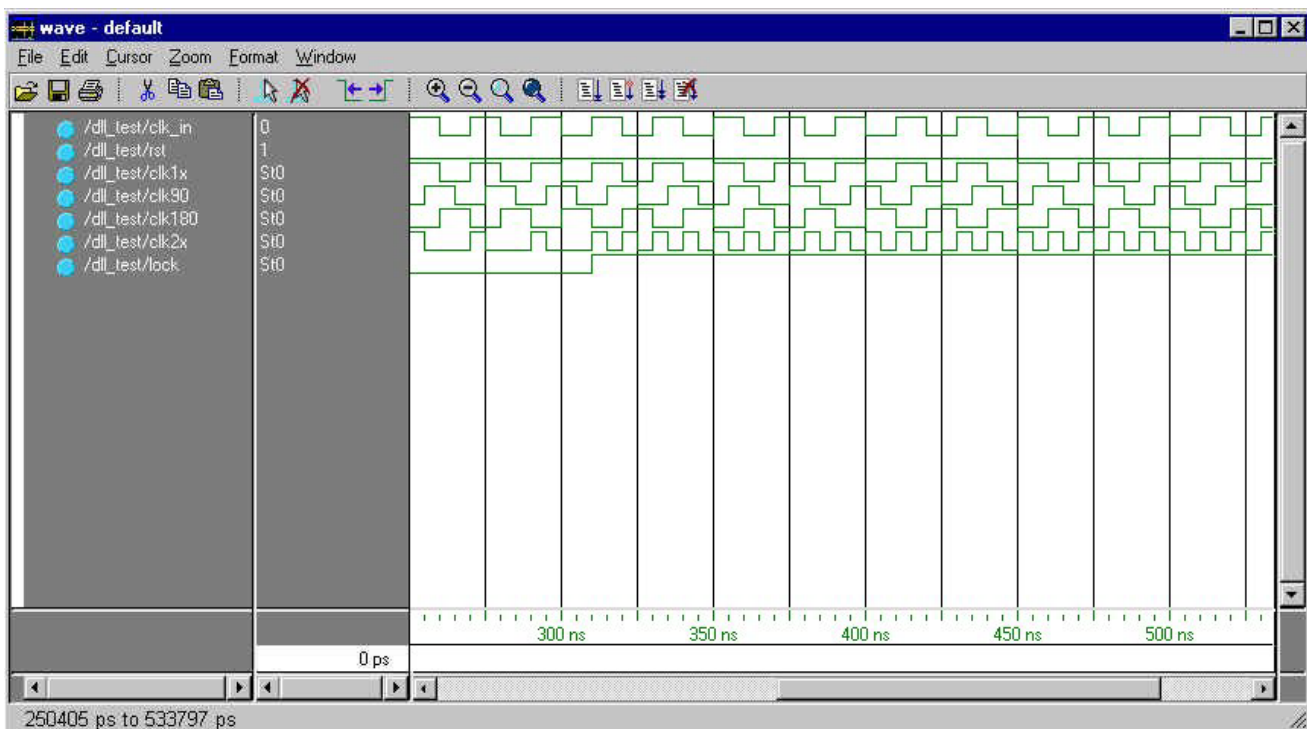 wave - default
File Edit Cursor Zoom Format Window
/dll_test/clk_in 0
/dll_test/rst 1
/dll_test/clk1x St0
/dll_test/clk90 St0
/dll_test/clk180 St0
/dll_test/clk2x St0
/dll_test/lock St0
300 ns 350 ns 400 ns 450 ns 500 ns
0 ps
250405 ps to 533797 ps